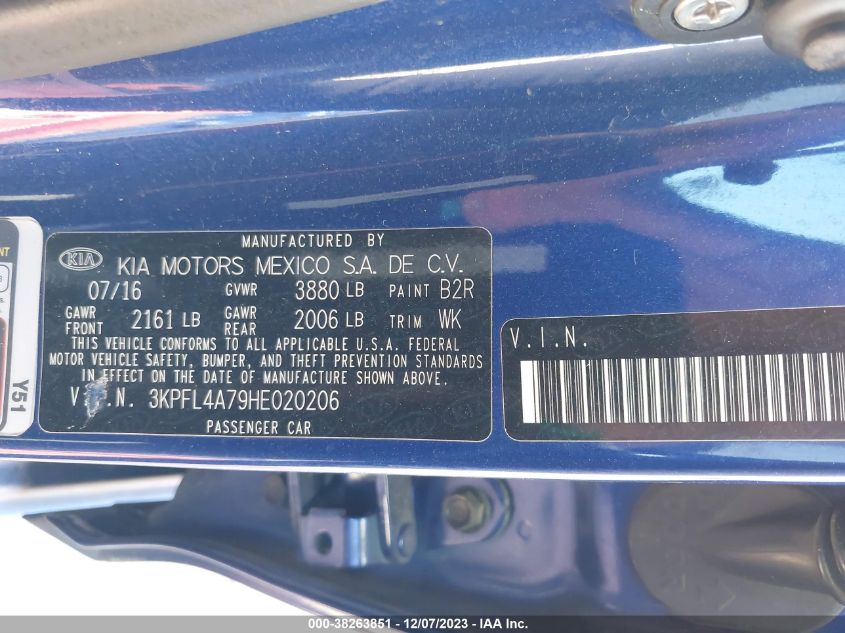 MANUFACTURED BY
KIA KIA MOTORS MEXICO S.A. DE C.V.
07/16 GVWR 3880 LB PAINT B2R
GAWR FRONT 2161 LB GAWR REAR 2006 LB TRIM WK
THIS VEHICLE CONFORMS TO ALL APPLICABLE U.S.A. FEDERAL
MOTOR VEHICLE SAFETY, BUMPER, AND THEFT PREVENTION STANDARDS
IN EFFECT ON THE DATE OF MANUFACTURE SHOWN ABOVE.
V.I.N. 3KPFL4A79HE020206
PASSENGER CAR
V.I.N.
Y51
000-38263851 - 12/07/2023 - IAA Inc.